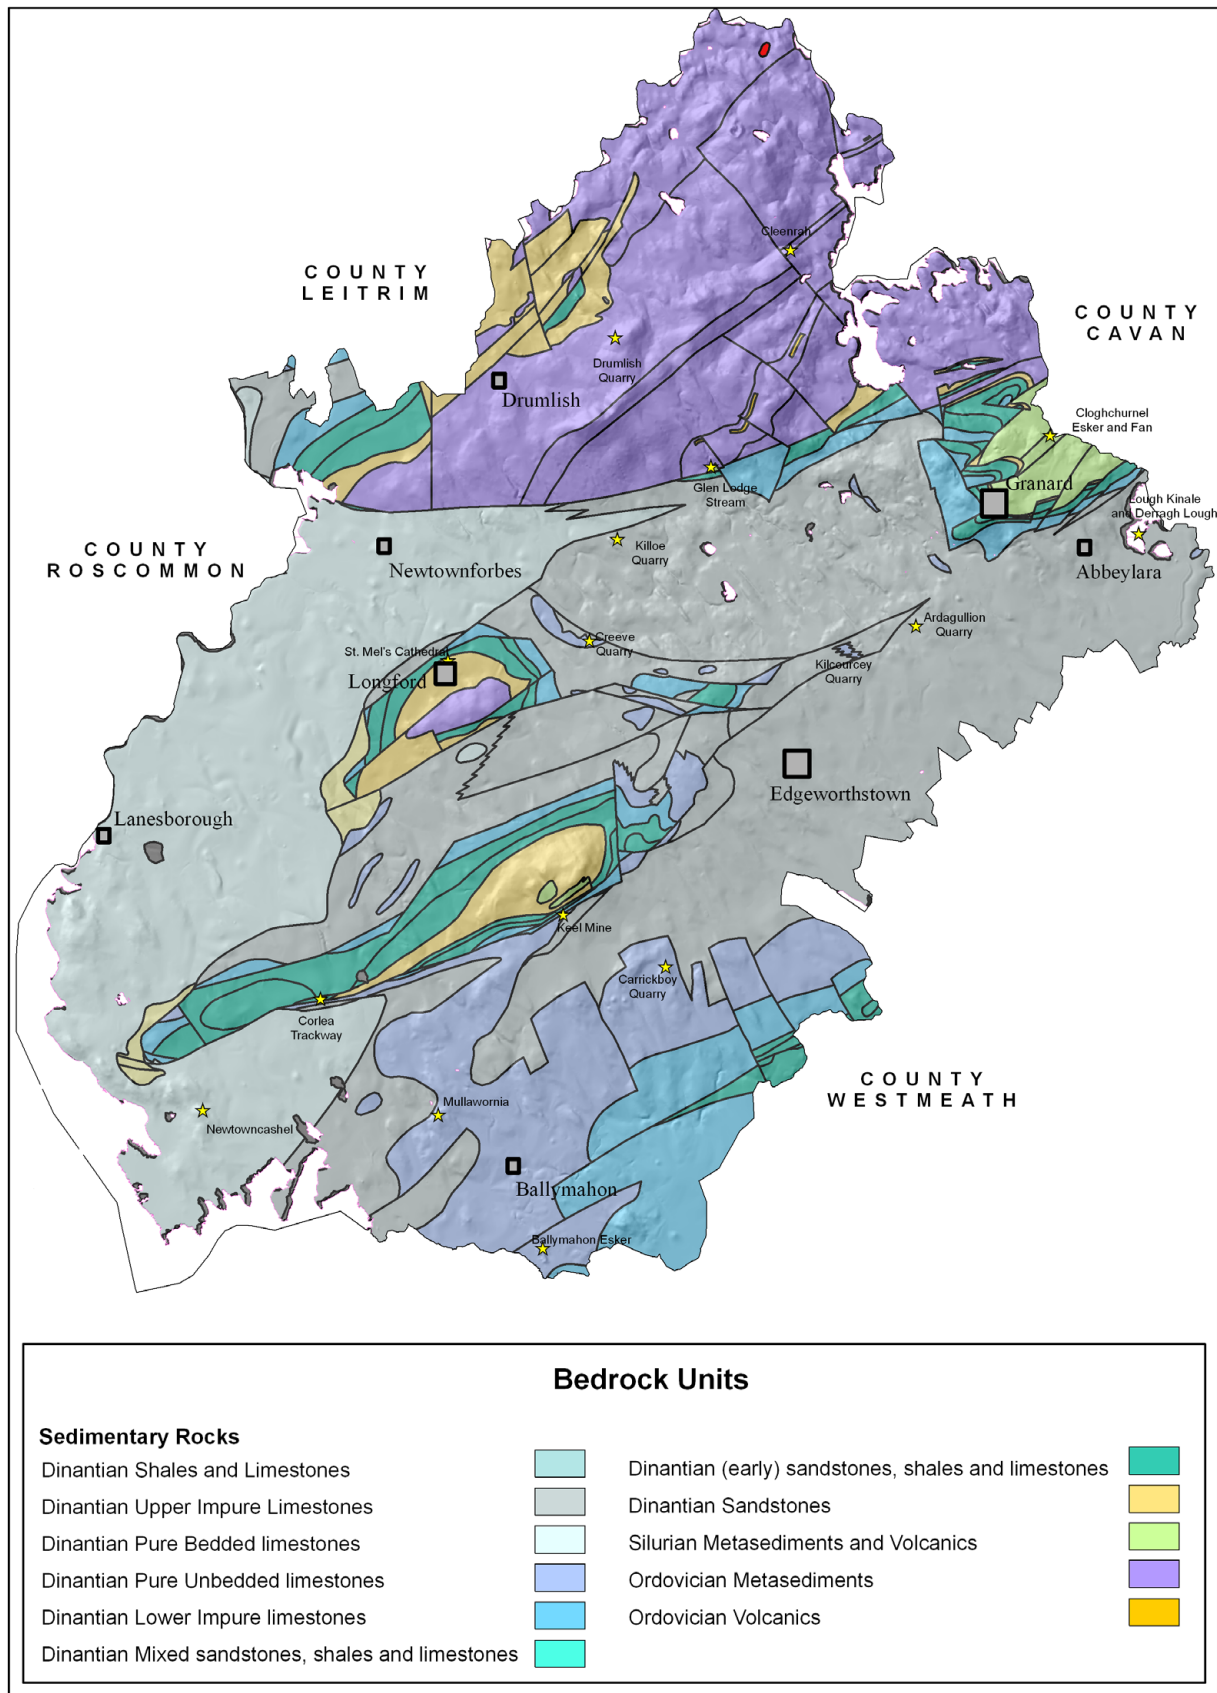 COUNTY
LEITRIM
COUNTY
CAVAN
COUNTY
ROSCOMMON
COUNTY
WESTMEATH
Cleenrah
Drumlish
Quarry
Drumlish
Cloghchurnel
Esker and Fan
Glen Lodge
Stream
Granard
Lough Kinale
and Derragh Lough
Killoe
Quarry
Newtownforbes
Abbeylara
Ardagullion
Quarry
Creeve
Quarry
St. Mel's Cathedral
Longford
Kilcourcey
Quarry
Edgeworthstown
Lanesborough
Keel Mine
Carrickboy
Quarry
Corlea
Trackway
Mullawornia
Newtowncashel
Ballymahon
Ballymahon Esker
Bedrock Units
Sedimentary Rocks
Dinantian Shales and Limestones
Dinantian Upper Impure Limestones
Dinantian Pure Bedded limestones
Dinantian Pure Unbedded limestones
Dinantian Lower Impure limestones
Dinantian Mixed sandstones, shales and limestones
Dinantian (early) sandstones, shales and limestones
Dinantian Sandstones
Silurian Metasediments and Volcanics
Ordovician Metasediments
Ordovician Volcanics